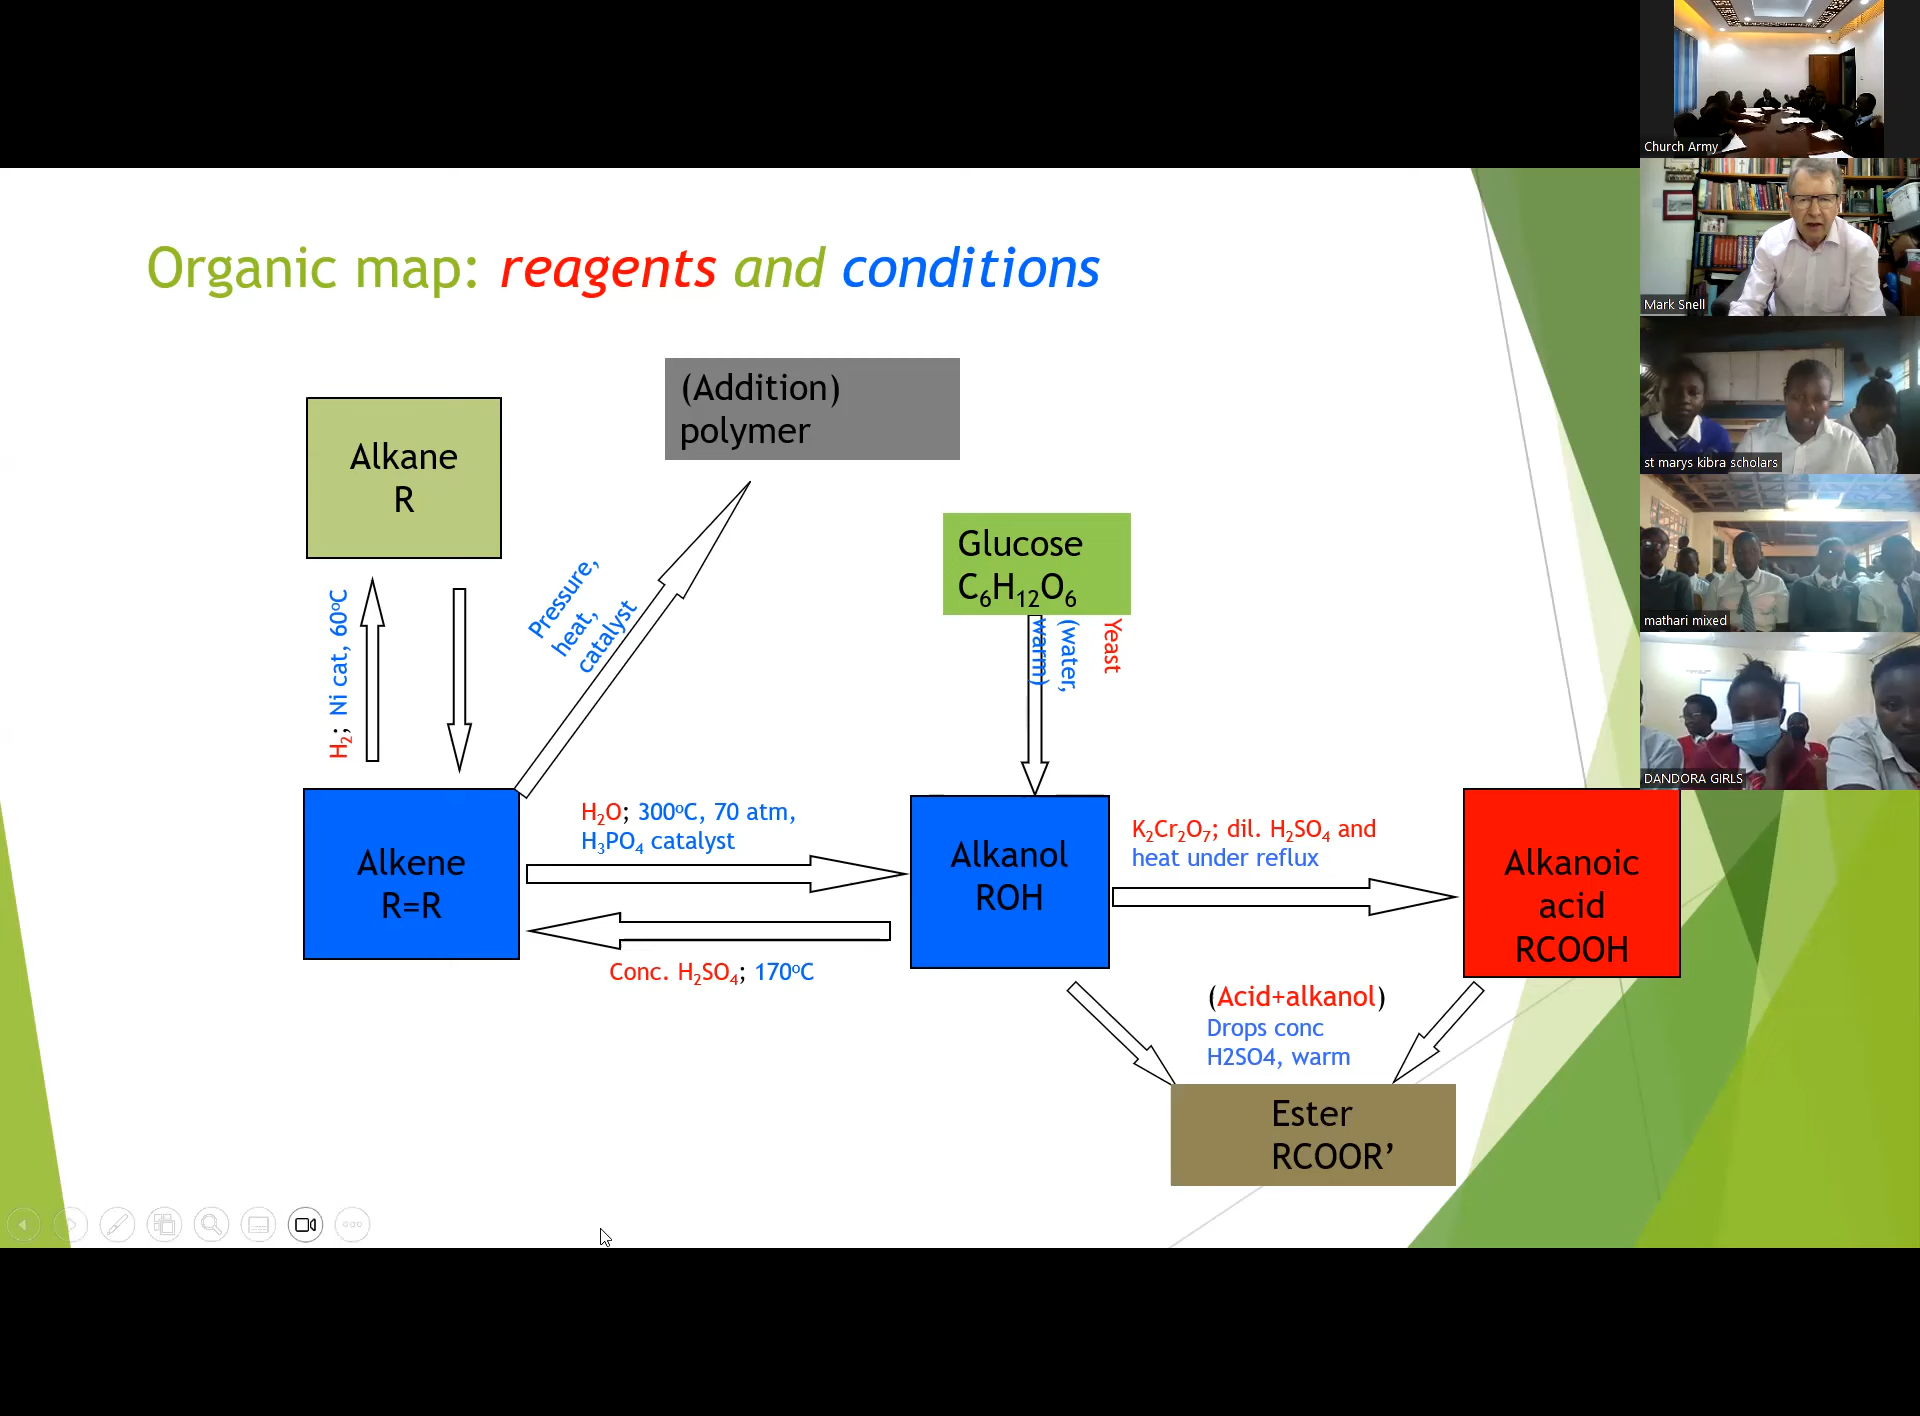 Church Army
Mark Snell
st marys kibra scholars
mathari mixed
DANDORA GIRLS
Organic map: reagents and conditions
(Addition)
polymer
Alkane
R
Glucose
C₆H₁₂O₆
Pressure,
heat,
catalyst
H₂; Ni cat, 60°C
Yeast
(water,
warm)
H₂O; 300°C, 70 atm,
H₃PO₄ catalyst
Alkene
R=R
Alkanol
ROH
K₂Cr₂O₇; dil. H₂SO₄ and
heat under reflux
Alkanoic
acid
RCOOH
Conc. H₂SO₄; 170°C
(Acid+alkanol)
Drops conc
H2SO4, warm
Ester
RCOOR’